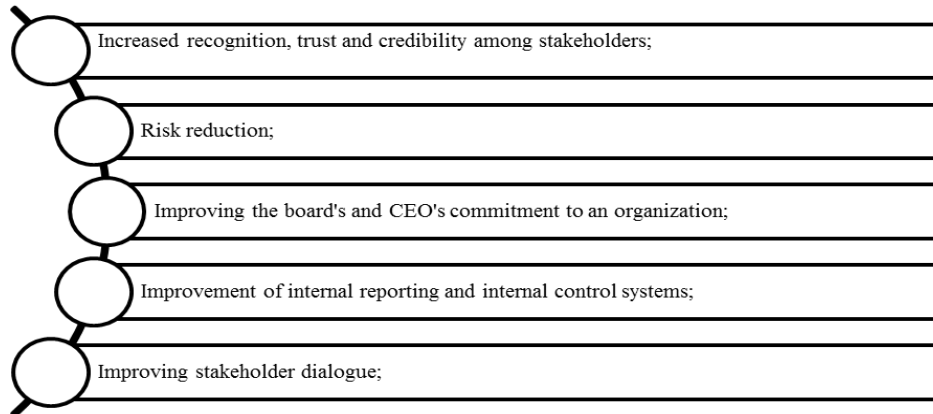 Increased recognition, trust and credibility among stakeholders;
Risk reduction;
Improving the board's and CEO's commitment to an organization;
Improvement of internal reporting and internal control systems;
Improving stakeholder dialogue;